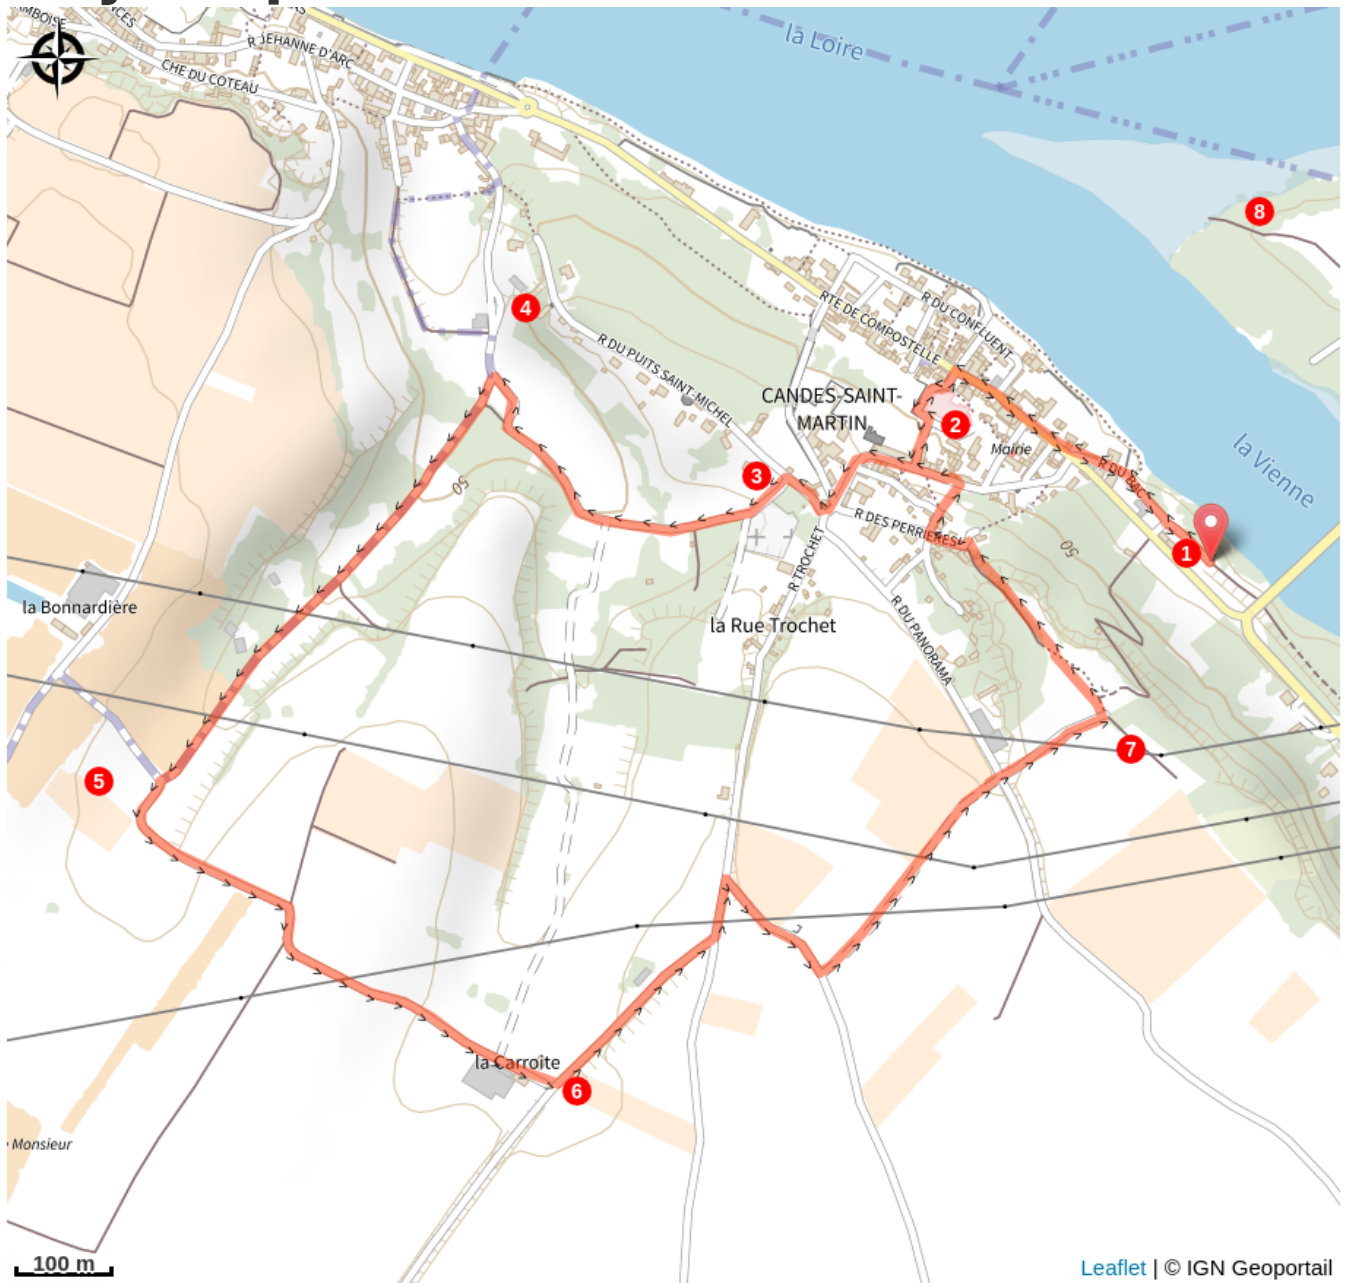 R JEHANNE D'ARC
CHE DU COTEAU
la Loire
8
4
R DU CONFLUENT
RTE DE COMPOSTELLE
R DU PUITS SAINT-MICHEL
CANDES-SAINT-
MARTIN
2
Mairie
la Vienne
R DU BAC
3
50
R DES PERRIERES
50
1
R TROCHET
la Bonnardière
la Rue Trochet
R DU PANORAMA
7
5
la Carroite
6
Monsieur
100 m
Leaflet | © IGN Geoportail